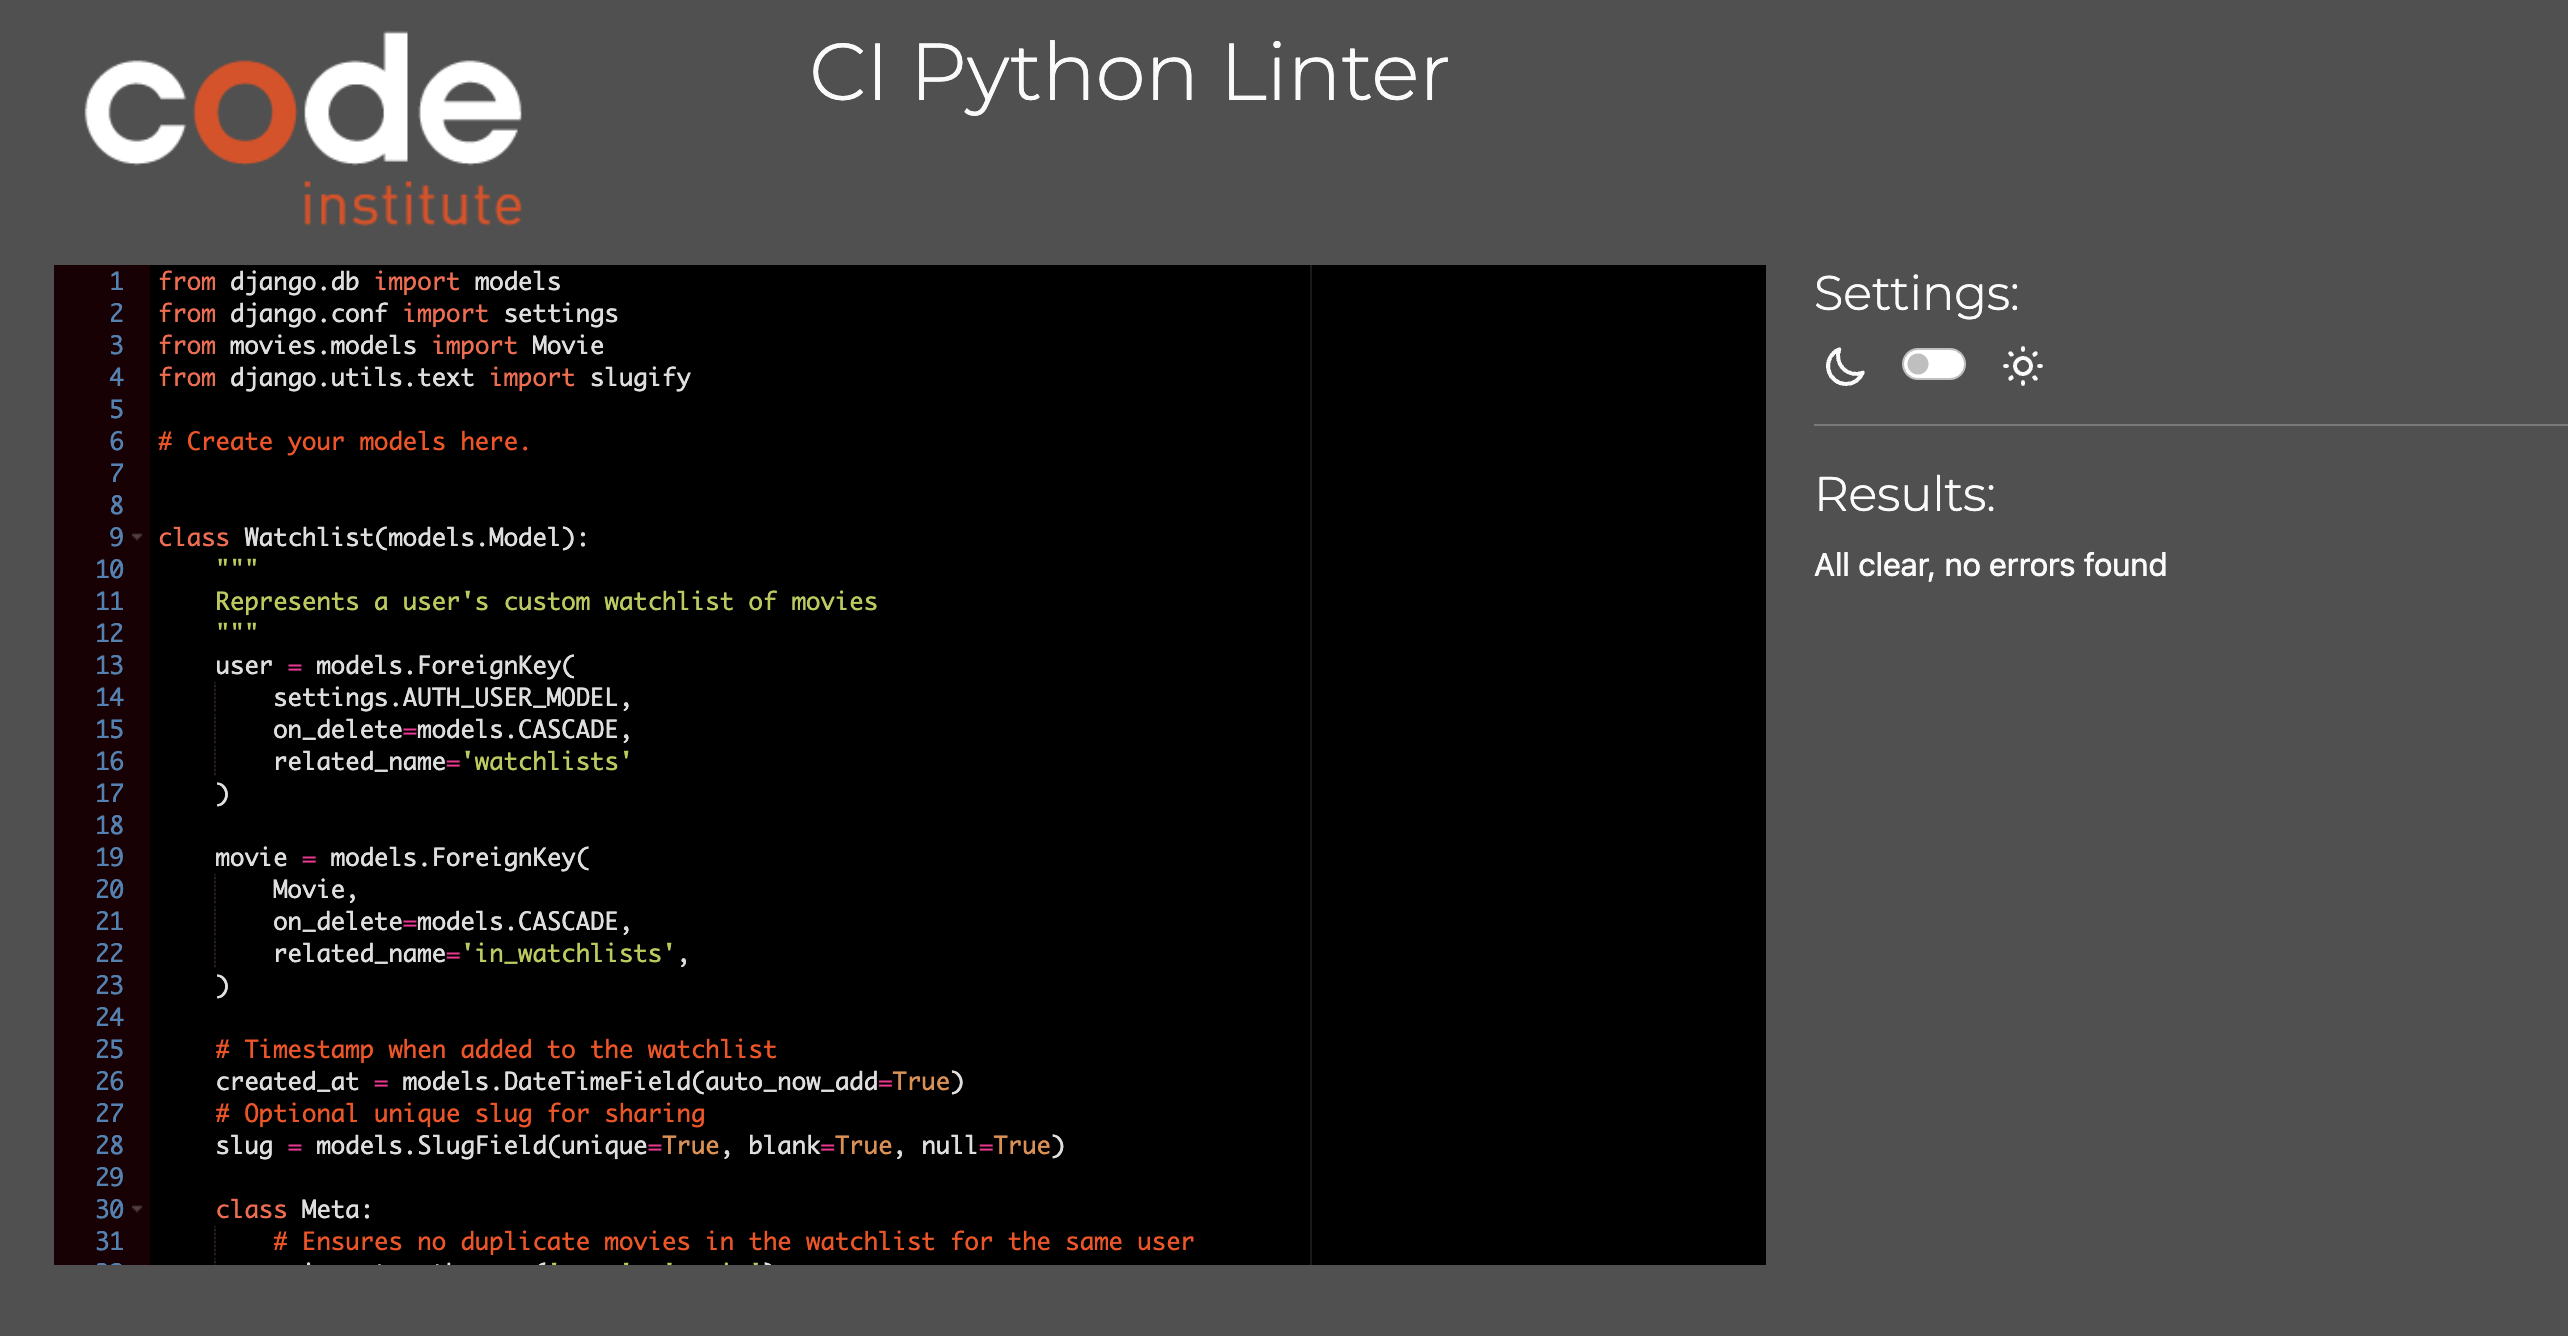 code
institute
CI Python Linter
1 from django.db import models
2 from django.conf import settings
3 from movies.models import Movie
4 from django.utils.text import slugify
5
6 # Create your models here.
7
8
9 class Watchlist(models.Model):
10     """
11     Represents a user's custom watchlist of movies
12     """
13     user = models.ForeignKey(
14         settings.AUTH_USER_MODEL,
15         on_delete=models.CASCADE,
16         related_name='watchlists'
17     )
18
19     movie = models.ForeignKey(
20         Movie,
21         on_delete=models.CASCADE,
22         related_name='in_watchlists',
23     )
24
25     # Timestamp when added to the watchlist
26     created_at = models.DateTimeField(auto_now_add=True)
27     # Optional unique slug for sharing
28     slug = models.SlugField(unique=True, blank=True, null=True)
29
30     class Meta:
31         # Ensures no duplicate movies in the watchlist for the same user
Settings:
Results:
All clear, no errors found